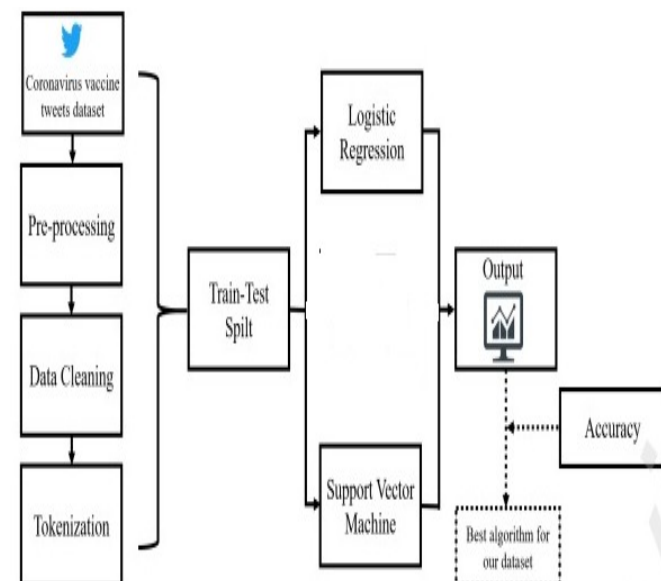 Coronavirus vaccine
tweets dataset
Pre-processing
Data Cleaning
Tokenization
Train-Test
Spilt
Logistic
Regression
Support Vector
Machine
Output
Accuracy
Best algorithm for
our dataset